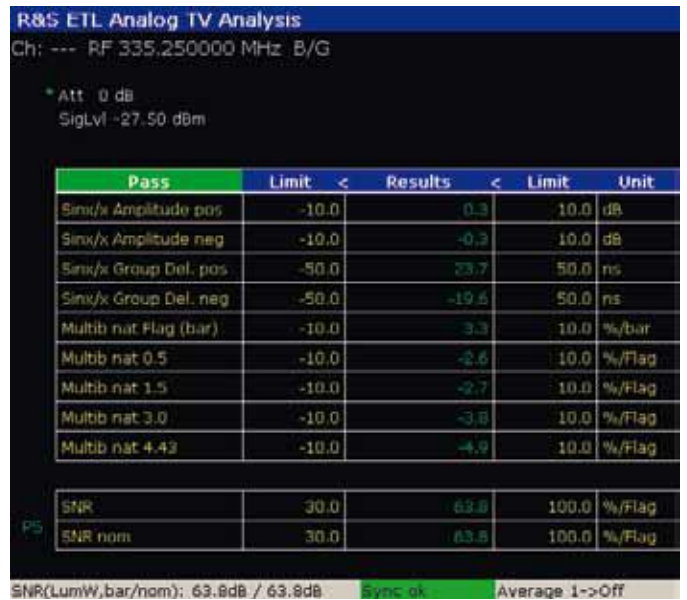 R&S ETL Analog TV Analysis
Ch: --- RF 335.250000 MHz B/G
* Att 0 dB
SigLvl -27.50 dBm
Pass Limit < Results < Limit Unit
Sinx/x Amplitude pos -10.0 0.3 10.0 dB
Sinx/x Amplitude neg -10.0 -0.3 10.0 dB
Sinx/x Group Del. pos -50.0 23.7 50.0 ns
Sinx/x Group Del. neg -50.0 -19.6 50.0 ns
Multib nat Flag (bar) -10.0 3.3 10.0 %/bar
Multib nat 0.5 -10.0 -2.6 10.0 %/Flag
Multib nat 1.5 -10.0 -2.7 10.0 %/Flag
Multib nat 3.0 -10.0 -3.8 10.0 %/Flag
Multib nat 4.43 -10.0 -4.9 10.0 %/Flag
SNR 30.0 63.8 100.0 %/Flag
PS
SNR nom 30.0 63.8 100.0 %/Flag
SNR(LumW,bar/nom): 63.8dB / 63.8dB Sync ok Average 1->Off